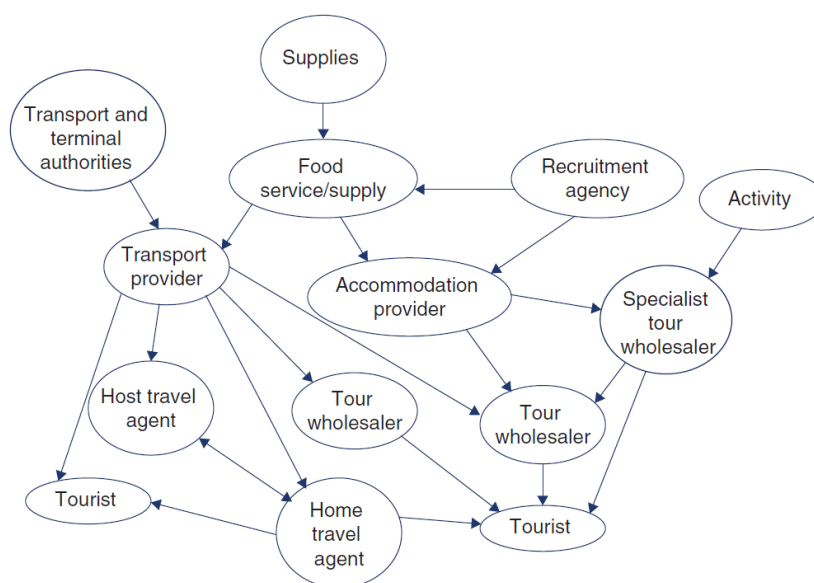 Supplies
Transport and
terminal
authorities
Food
service/supply
Recruitment
agency
Activity
Transport
provider
Accommodation
provider
Specialist
tour
wholesaler
Host travel
agent
Tour
wholesaler
Tour
wholesaler
Tourist
Home
travel
agent
Tourist